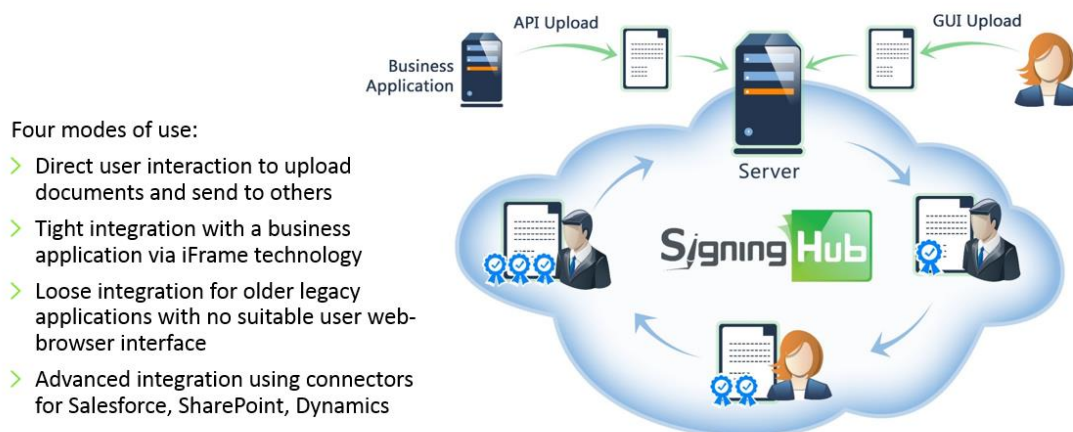 API Upload
GUI Upload
Business
Application
Four modes of use:
Direct user interaction to upload
documents and send to others
Tight integration with a business
application via iFrame technology
Loose integration for older legacy
applications with no suitable user web-
browser interface
Advanced integration using connectors
for Salesforce, SharePoint, Dynamics
Server
Signing Hub